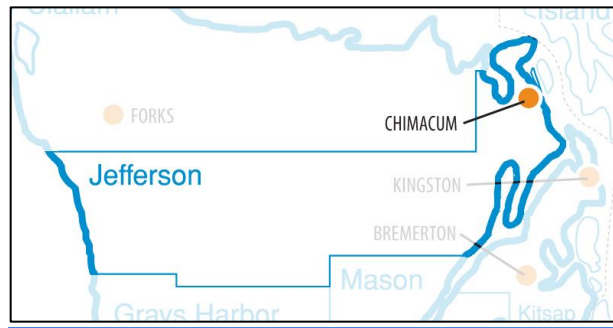 Clallam
Island
FORKS
CHIMACUM
Jefferson
KINGSTON
BREMERTON
Mason
Grays Harbor
Kitsap